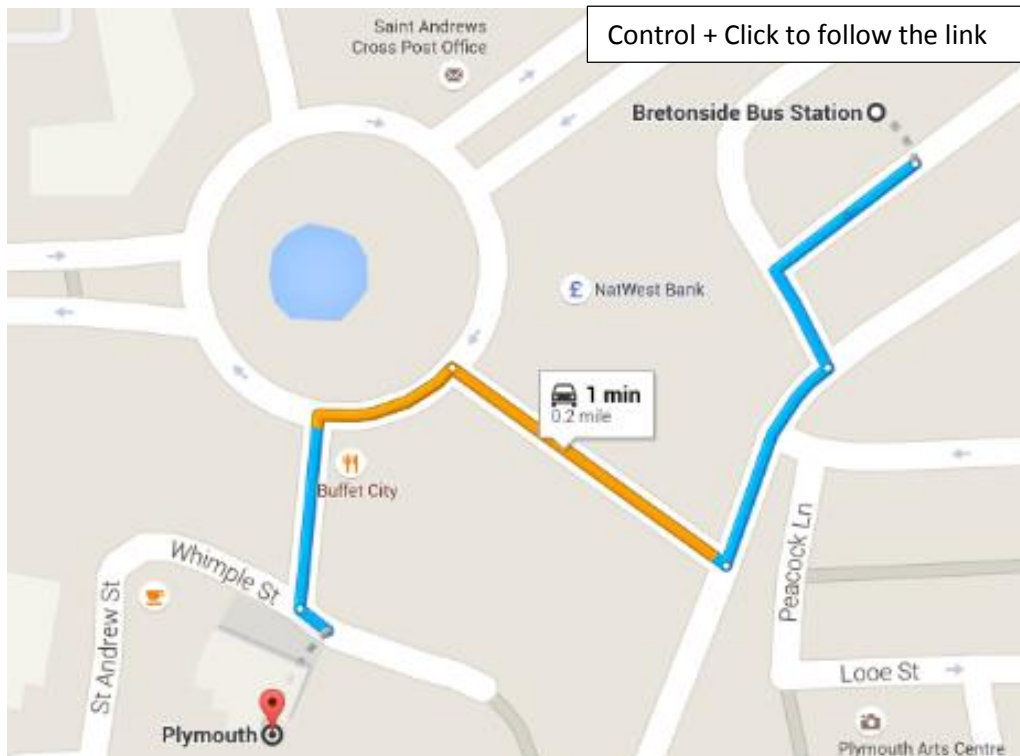 Saint Andrews
Cross Post Office
Control + Click to follow the link
Bretonside Bus Station
£ NatWest Bank
1 min
0.2 mile
Buffet City
Whimple St
St Andrew St
Peacock Ln
Looe St
Plymouth
Plymouth Arts Centre